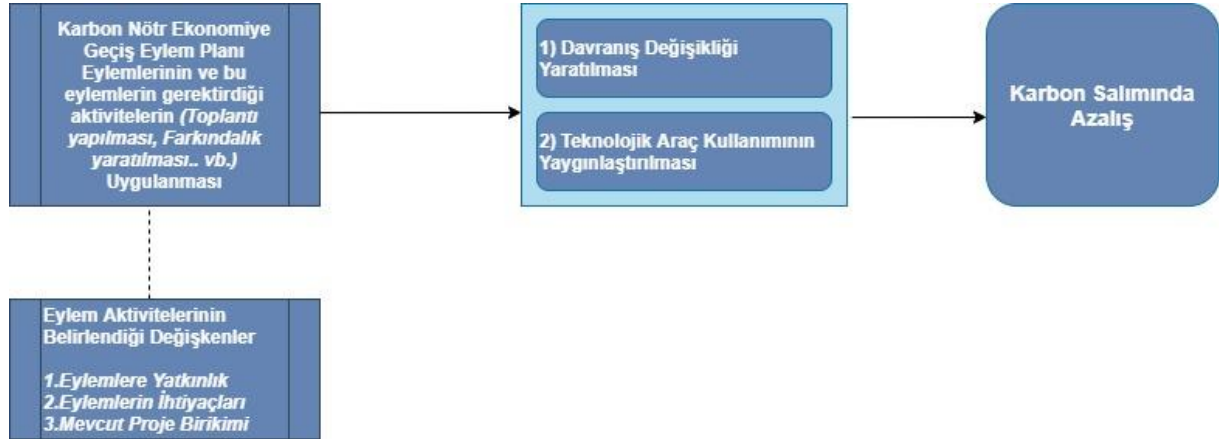 Karbon Nötr Ekonomiye
Geçiş Eylem Planı
Eylemlerinin ve bu
eylemlerin gerektirdiği
aktivitelerin (Toplantı
yapılması, Farkındalık
yaratılması.. vb.)
Uygulanması
1) Davranış Değişikliği
Yaratılması
2) Teknolojik Araç Kullanımının
Yaygınlaştırılması
Karbon Salımında
Azalış
Eylem Aktivitelerinin
Belirlendiği Değişkenler
1.Eylemlere Yatkınlık
2.Eylemlerin İhtiyaçları
3.Mevcut Proje Birikimi